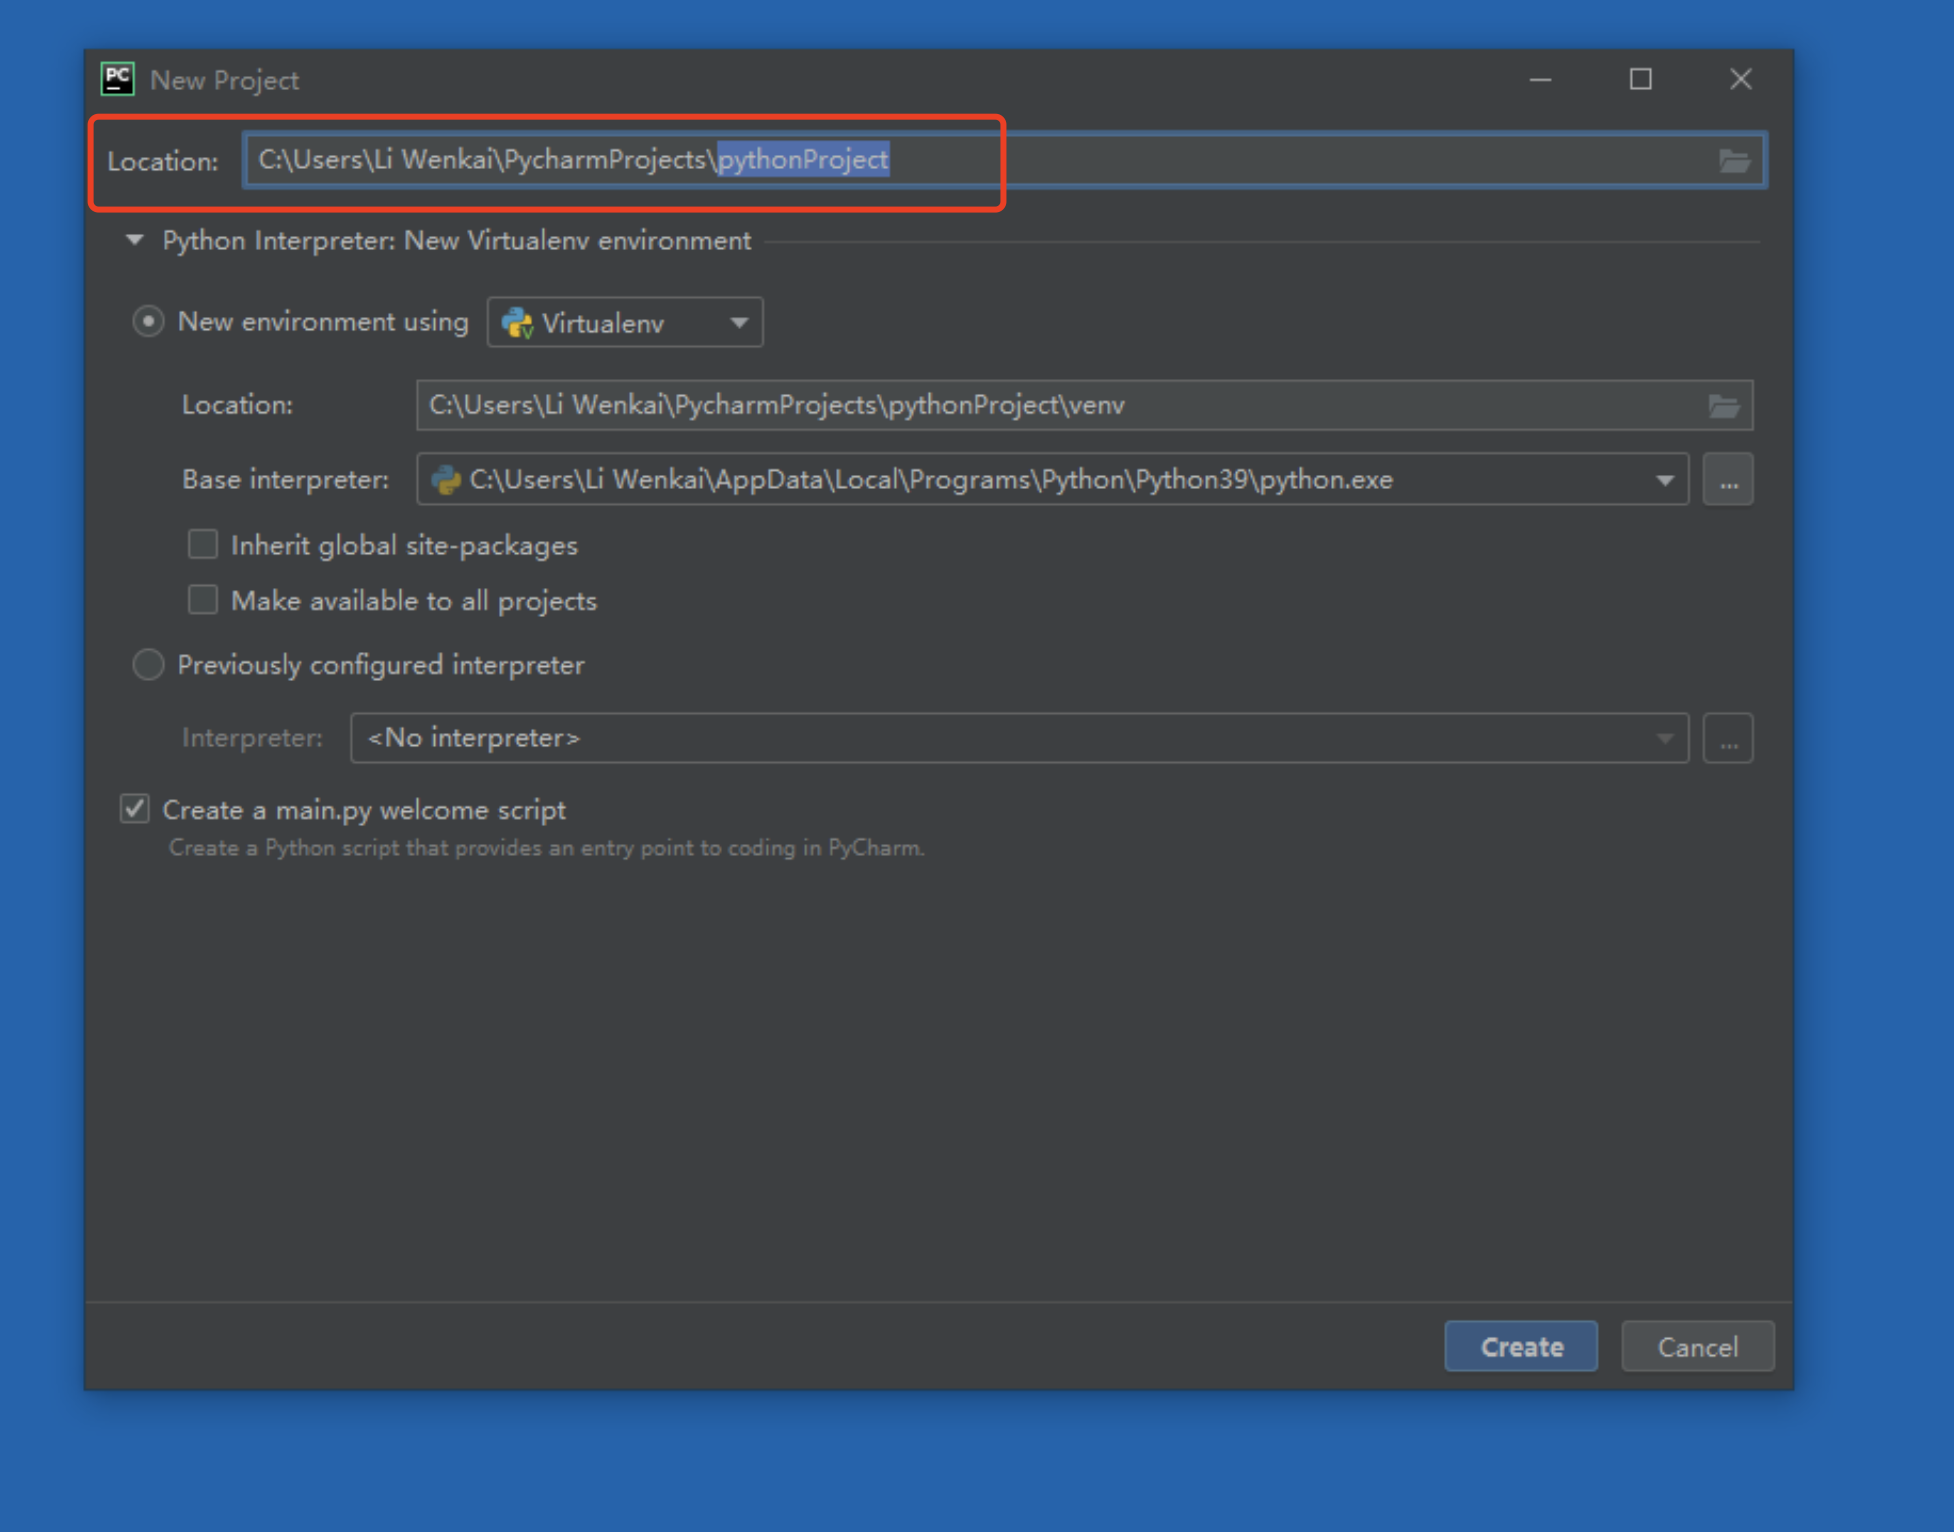 PC New Project
Location: C:\Users\Li Wenkai\PycharmProjects\pythonProject
Python Interpreter: New Virtualenv environment
New environment using Virtualenv
Location: C:\Users\Li Wenkai\PycharmProjects\pythonProject\venv
Base interpreter: C:\Users\Li Wenkai\AppData\Local\Programs\Python\Python39\python.exe ...
Inherit global site-packages
Make available to all projects
Previously configured interpreter
Interpreter: <No interpreter> ...
Create a main.py welcome script
Create a Python script that provides an entry point to coding in PyCharm.
Create Cancel